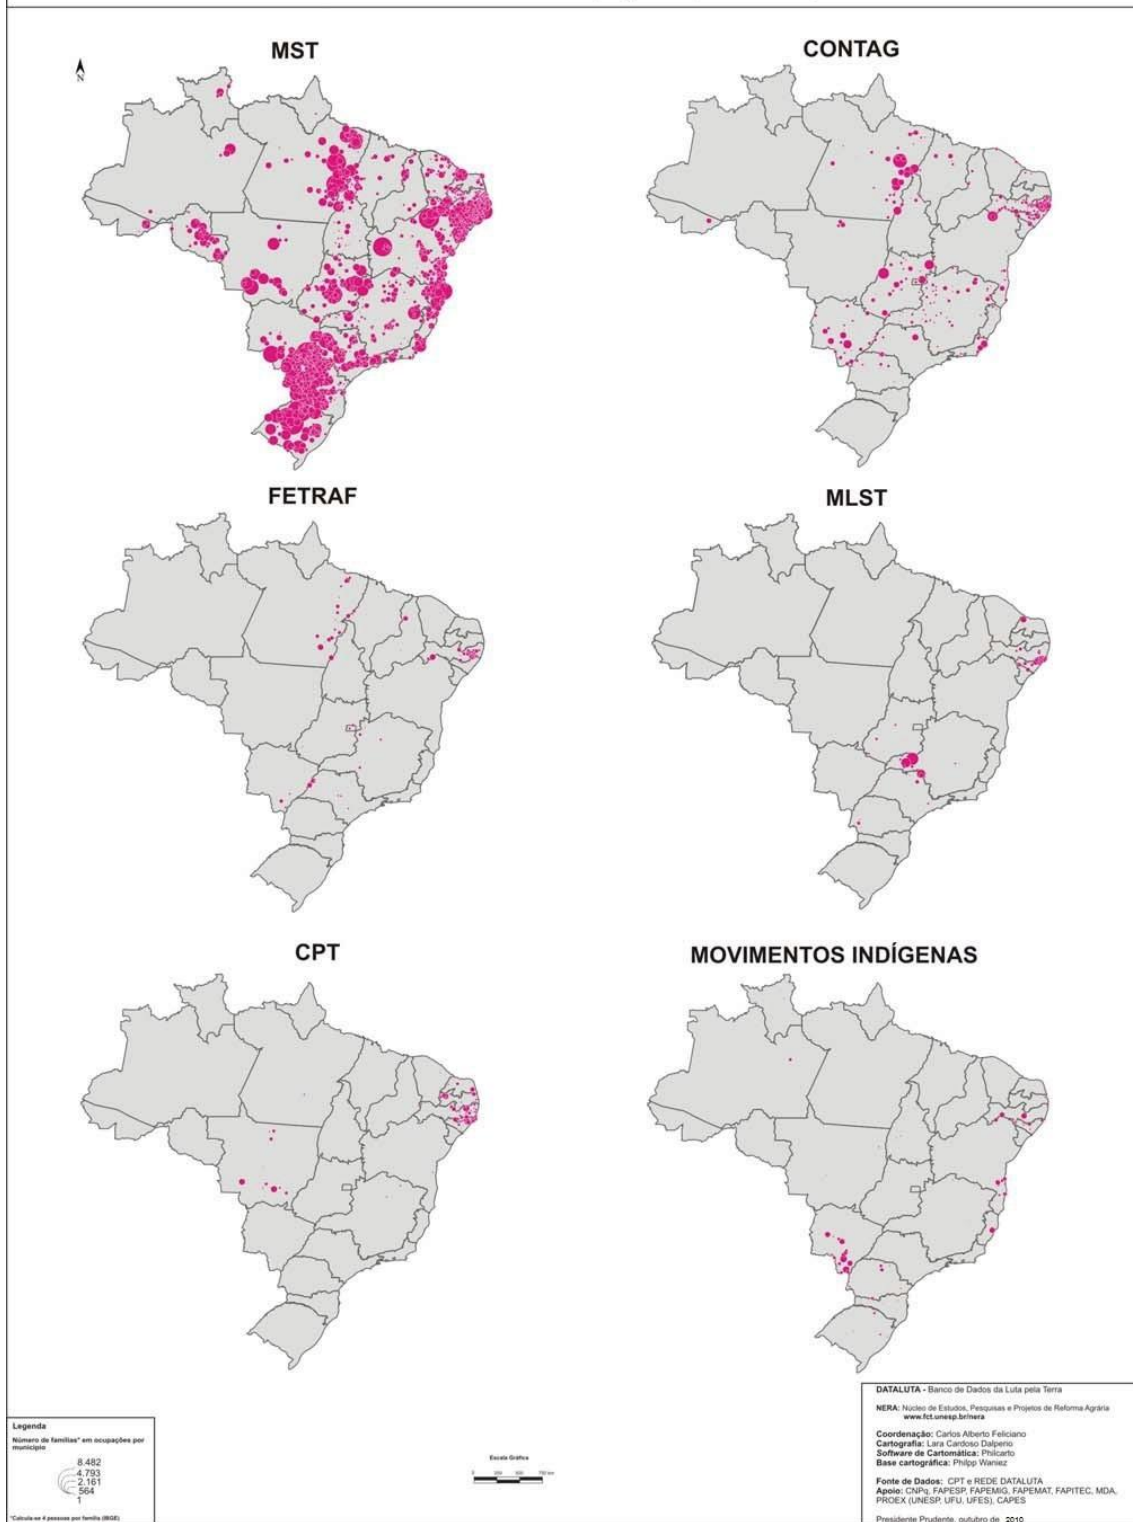 MST
CONTAG
N
FETRAF
MLST
CPT
MOVIMENTOS INDÍGENAS
Legenda
Número de familias* em ocupações por
município
8.482
4.793
2.161
564
1
*Calcula-se 4 pessoas por família (IBGE)
Escala Gráfica
DATALUTA - Banco de Dados da Luta pela Terra
NERA: Núcleo de Estudos, Pesquisas e Projetos de Reforma Agrária
www.fct.unesp.br/nera
Coordenação: Carlos Alberto Feliciano
Cartografia: Lara Cardoso Dalperio
Software de Cartomática: Philcarto
Base cartográfica: Philpp Waniez
Fonte de Dados: CPT e REDE DATALUTA
Apoio: CNPq, FAPESP, FAPEMIG, FAPEMAT, FAPITEC, MDA,
PROEX (UNESP, UFU, UFES), CAPES
Presidente Prudente, outubro de 2010